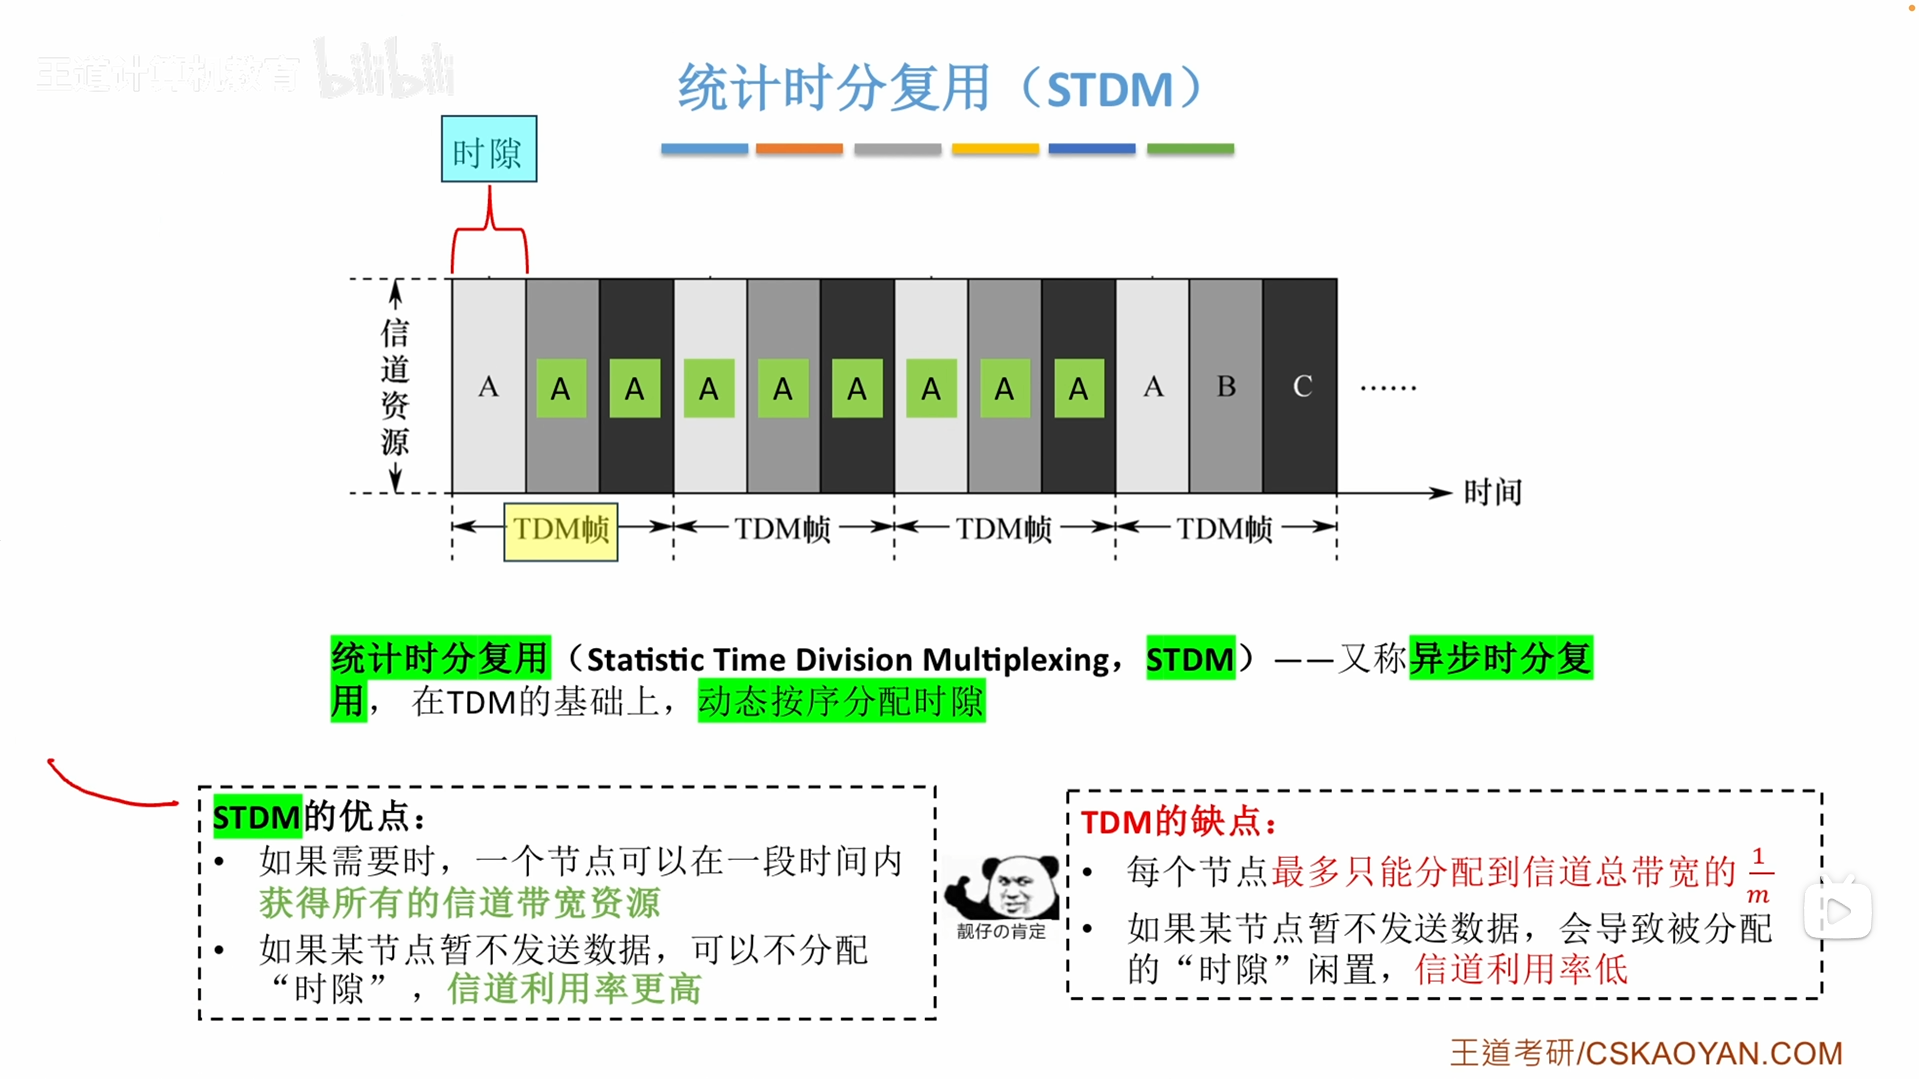 王道计算机教育 bilibili
统计时分复用（STDM）
时隙
信道资源
A A A A A A A A A A B C ……
时间
TDM帧 TDM帧 TDM帧 TDM帧
统计时分复用（Statistic Time Division Multiplexing，STDM）——又称异步时分复
用， 在TDM的基础上，动态按序分配时隙
STDM的优点：
• 如果需要时，一个节点可以在一段时间内
获得所有的信道带宽资源
• 如果某节点暂不发送数据，可以不分配
“时隙” ，信道利用率更高
靓仔の肯定
TDM的缺点：
• 每个节点最多只能分配到信道总带宽的 1/m
• 如果某节点暂不发送数据，会导致被分配
的“时隙”闲置，信道利用率低
王道考研/CSKAOYAN.COM